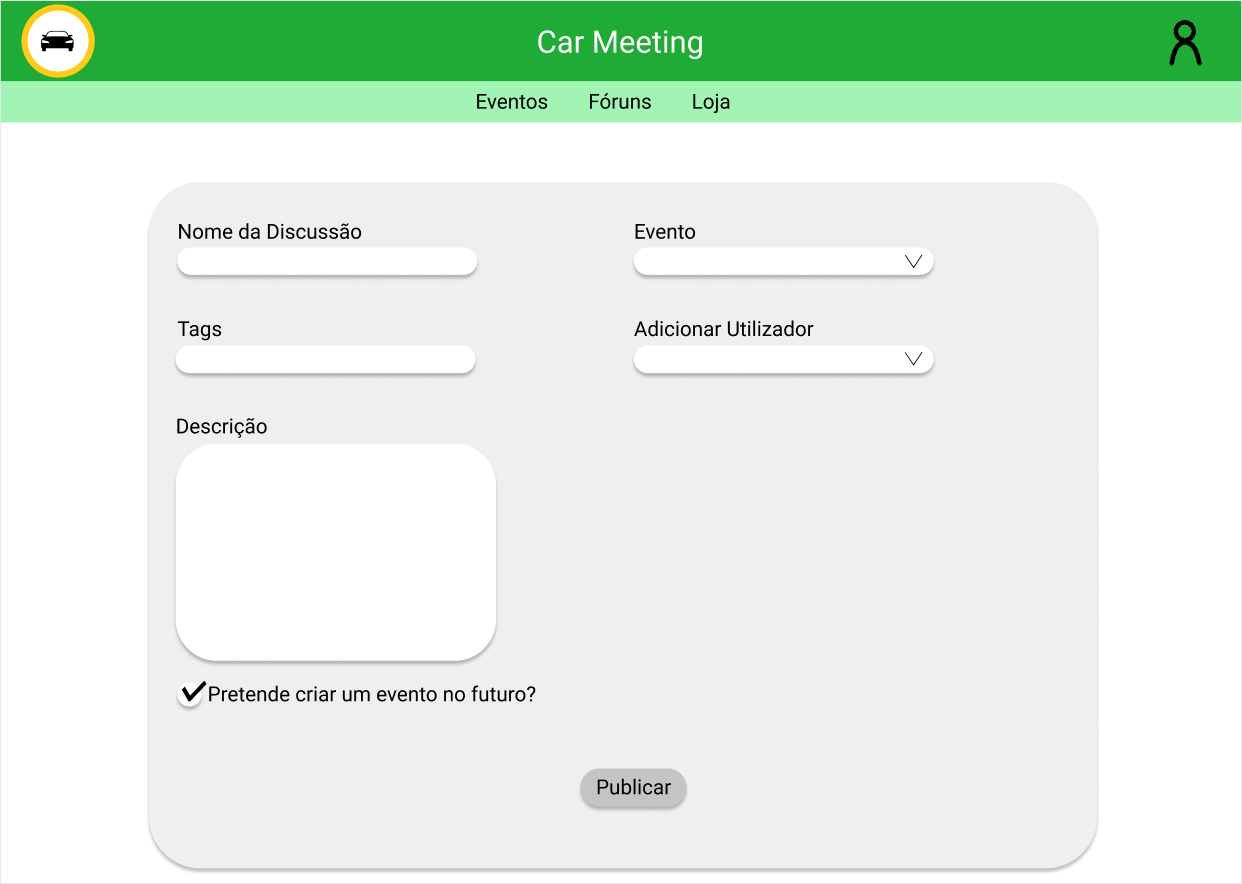 Car Meeting
Eventos Fóruns Loja
Nome da Discussão
Evento
Tags
Adicionar Utilizador
Descrição
Pretende criar um evento no futuro?
Publicar